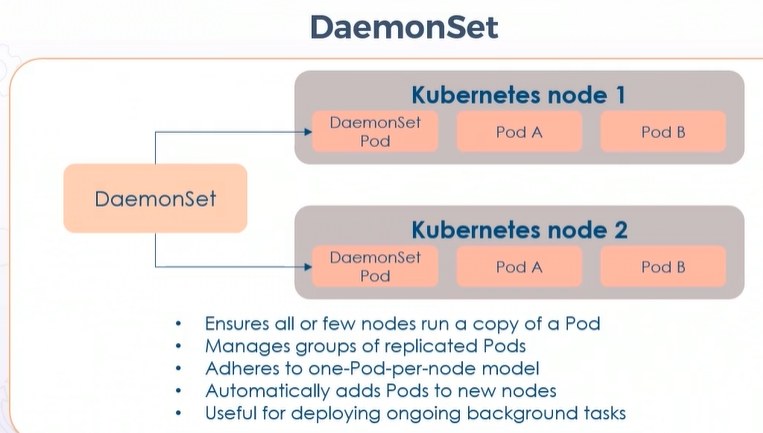 DaemonSet
Kubernetes node 1
DaemonSet
Pod
Pod A
Pod B
DaemonSet
Kubernetes node 2
DaemonSet
Pod
Pod A
Pod B
• Ensures all or few nodes run a copy of a Pod
• Manages groups of replicated Pods
• Adheres to one-Pod-per-node model
• Automatically adds Pods to new nodes
• Useful for deploying ongoing background tasks